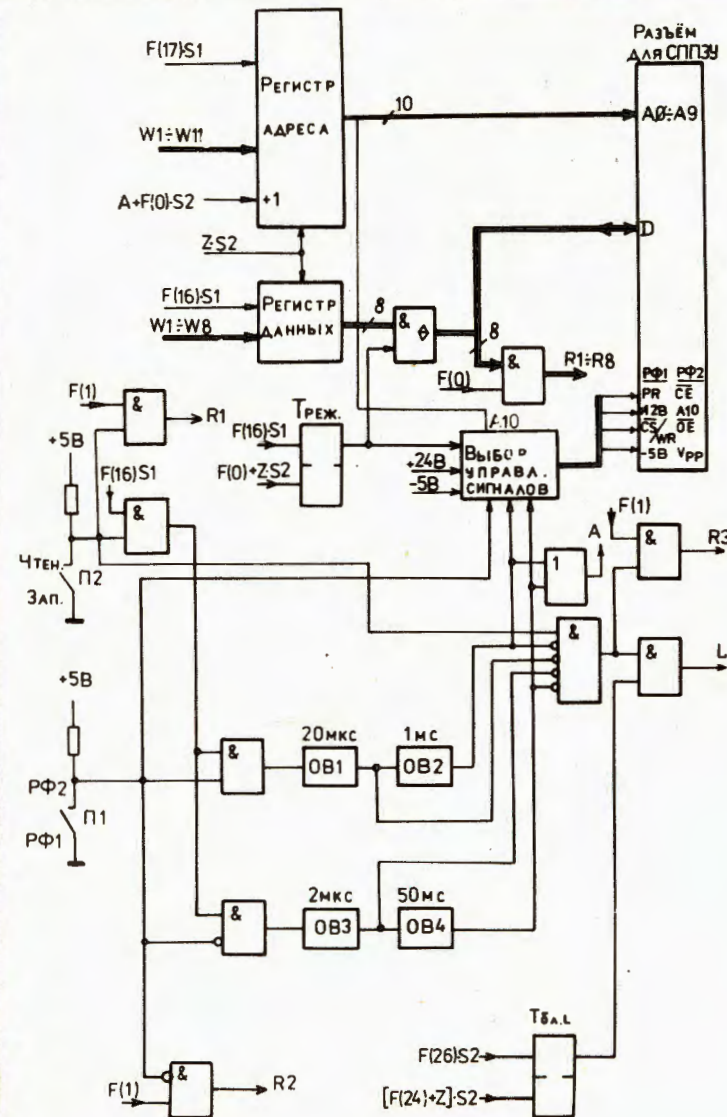 F(17)·S1
РЕГИСТР
АДРЕСА
+1
W1÷W11
A+F(0)·S2
10
РАЗЪЁМ
ДЛЯ СППЗУ
AØ÷A9
D
Z·S2
F(16)·S1
W1÷W8
РЕГИСТР
ДАННЫХ
8
&
8
&
F(0)
R1÷R8
F(1)
&
R1
+5В
F(16)S1
&
ЧТЕН.
ЗАП.
П2
ТРЕЖ.
F(16)·S1
F(0)+Z·S2
A10
ВЫБОР
УПРАВЛ.
СИГНАЛОВ
+24В
-5В
РФ1 РФ2
PR CE
12В A10
CS/WR OE
-5В VPP
F(1)
&
R3
A
1
&
&
L
+5В
РФ2
П1
РФ1
&
20МКС
ОВ1
1МС
ОВ2
&
2МКС
ОВ3
50МС
ОВ4
F(1)
&
R2
Tбл.L
F(26)·S2
[F(24)+Z]·S2